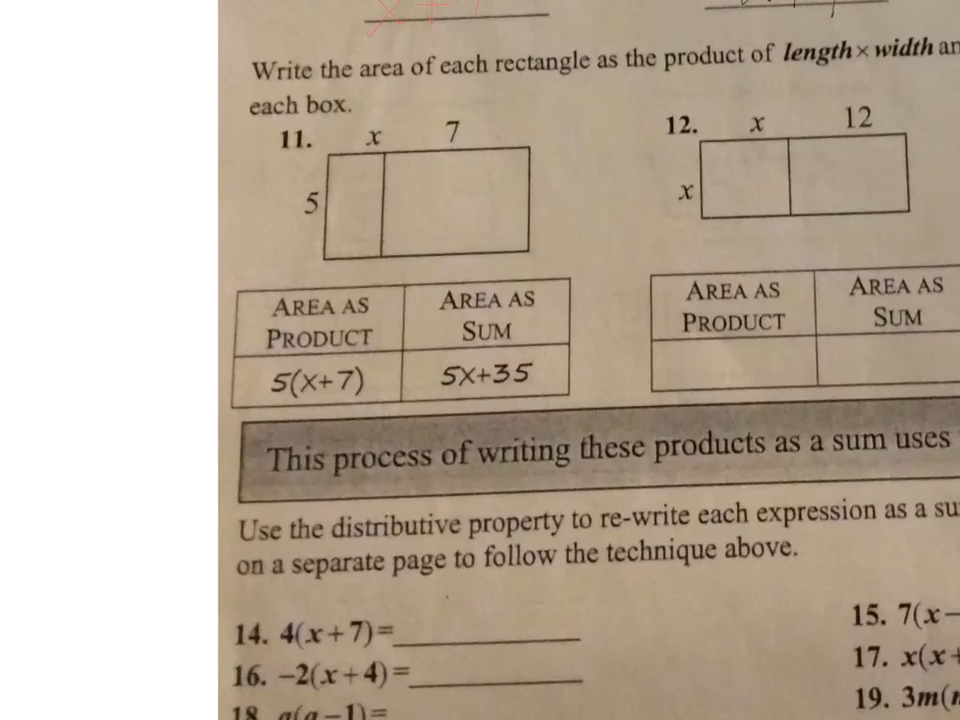 x +
Write the area of each rectangle as the product of length × width
each box.
11. x 7
12. x 12
5
x
AREA AS PRODUCT AREA AS SUM
5(x+7) 5x+35
AREA AS PRODUCT AREA AS SUM
This process of writing these products as a sum uses
Use the distributive property to re-write each expression as a
on a separate page to follow the technique above.
14. 4(x+7)=
15. 7(x−
16. −2(x+4)=
17. x(x+
18. a(a−1)=
19. 3m(